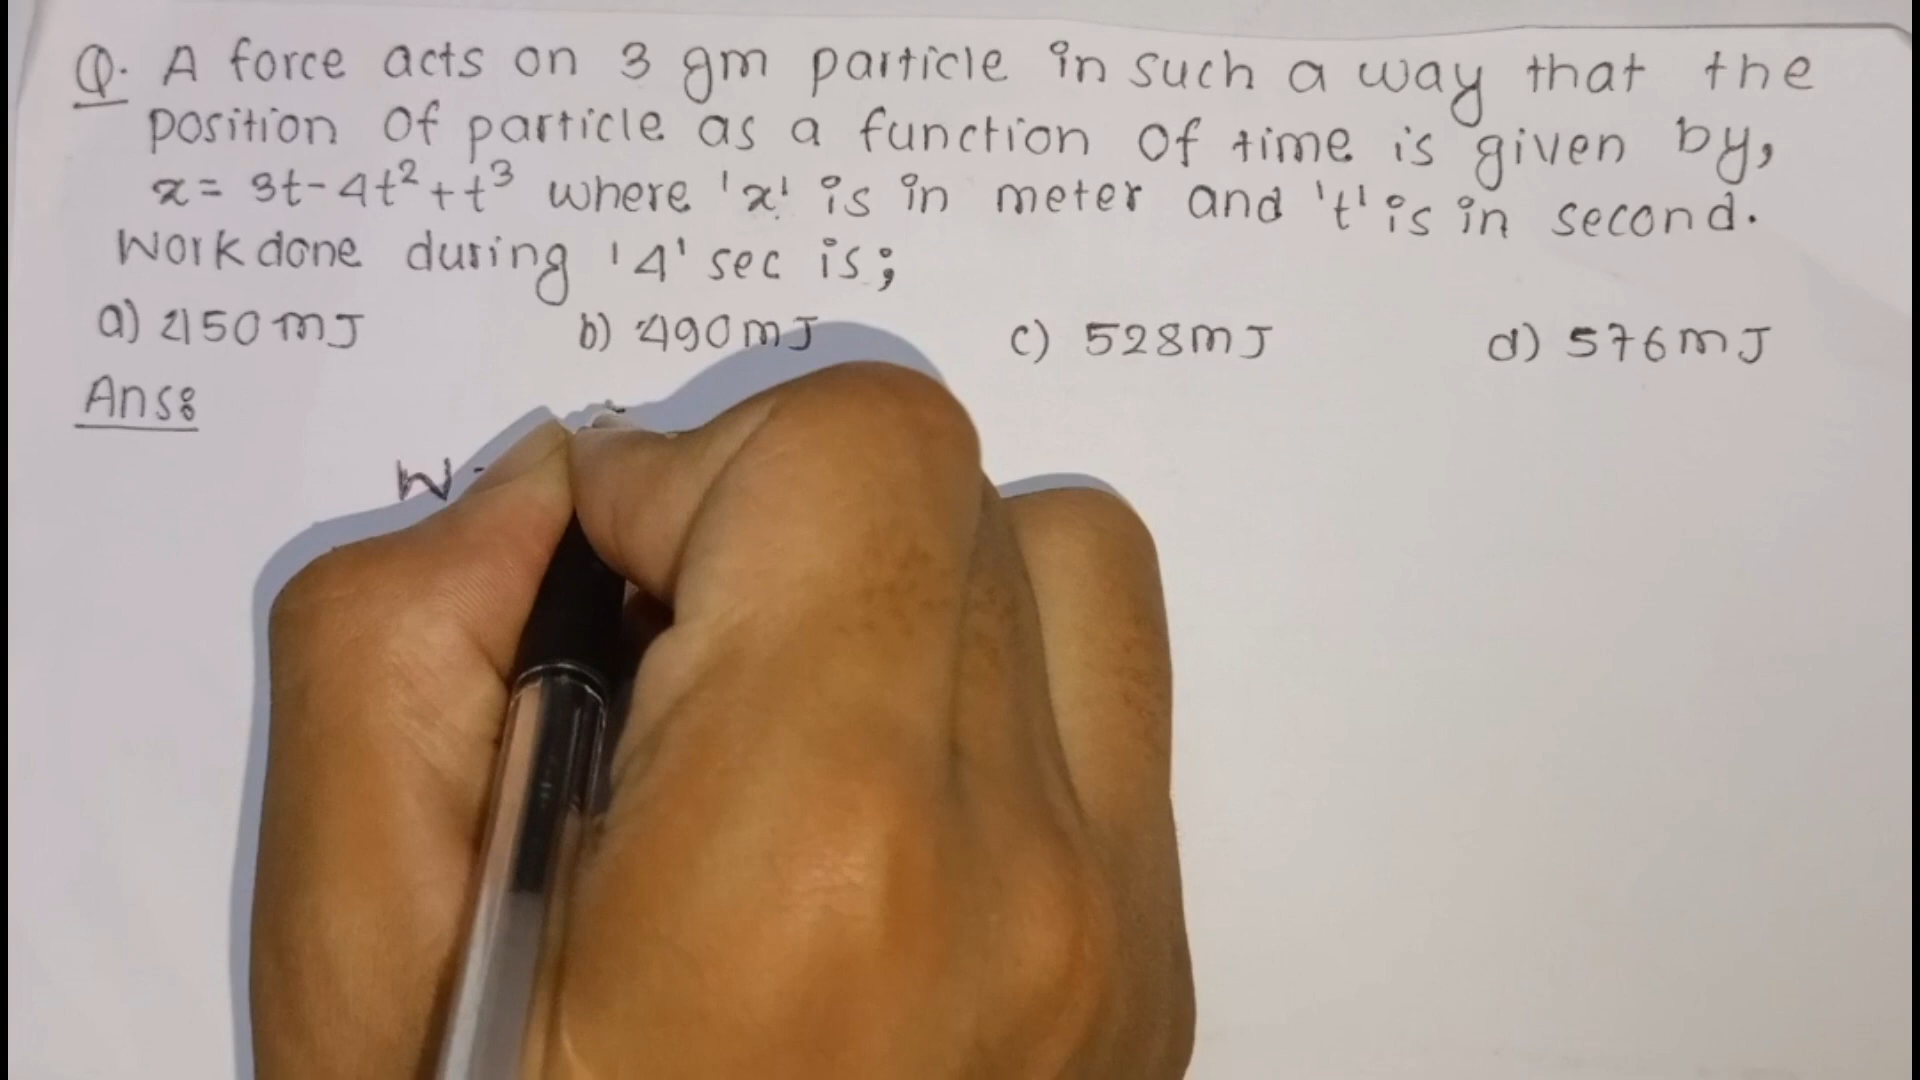 Q. A force acts on 3 gm particle in such a way that the
position of particle as a function of time is given by,
x = 3t - 4t² + t³ where 'x' is in meter and 't' is in second.
Work done during '4' sec is;
a) 450 mJ b) 490 mJ c) 528 mJ d) 576 mJ
Ans:
W